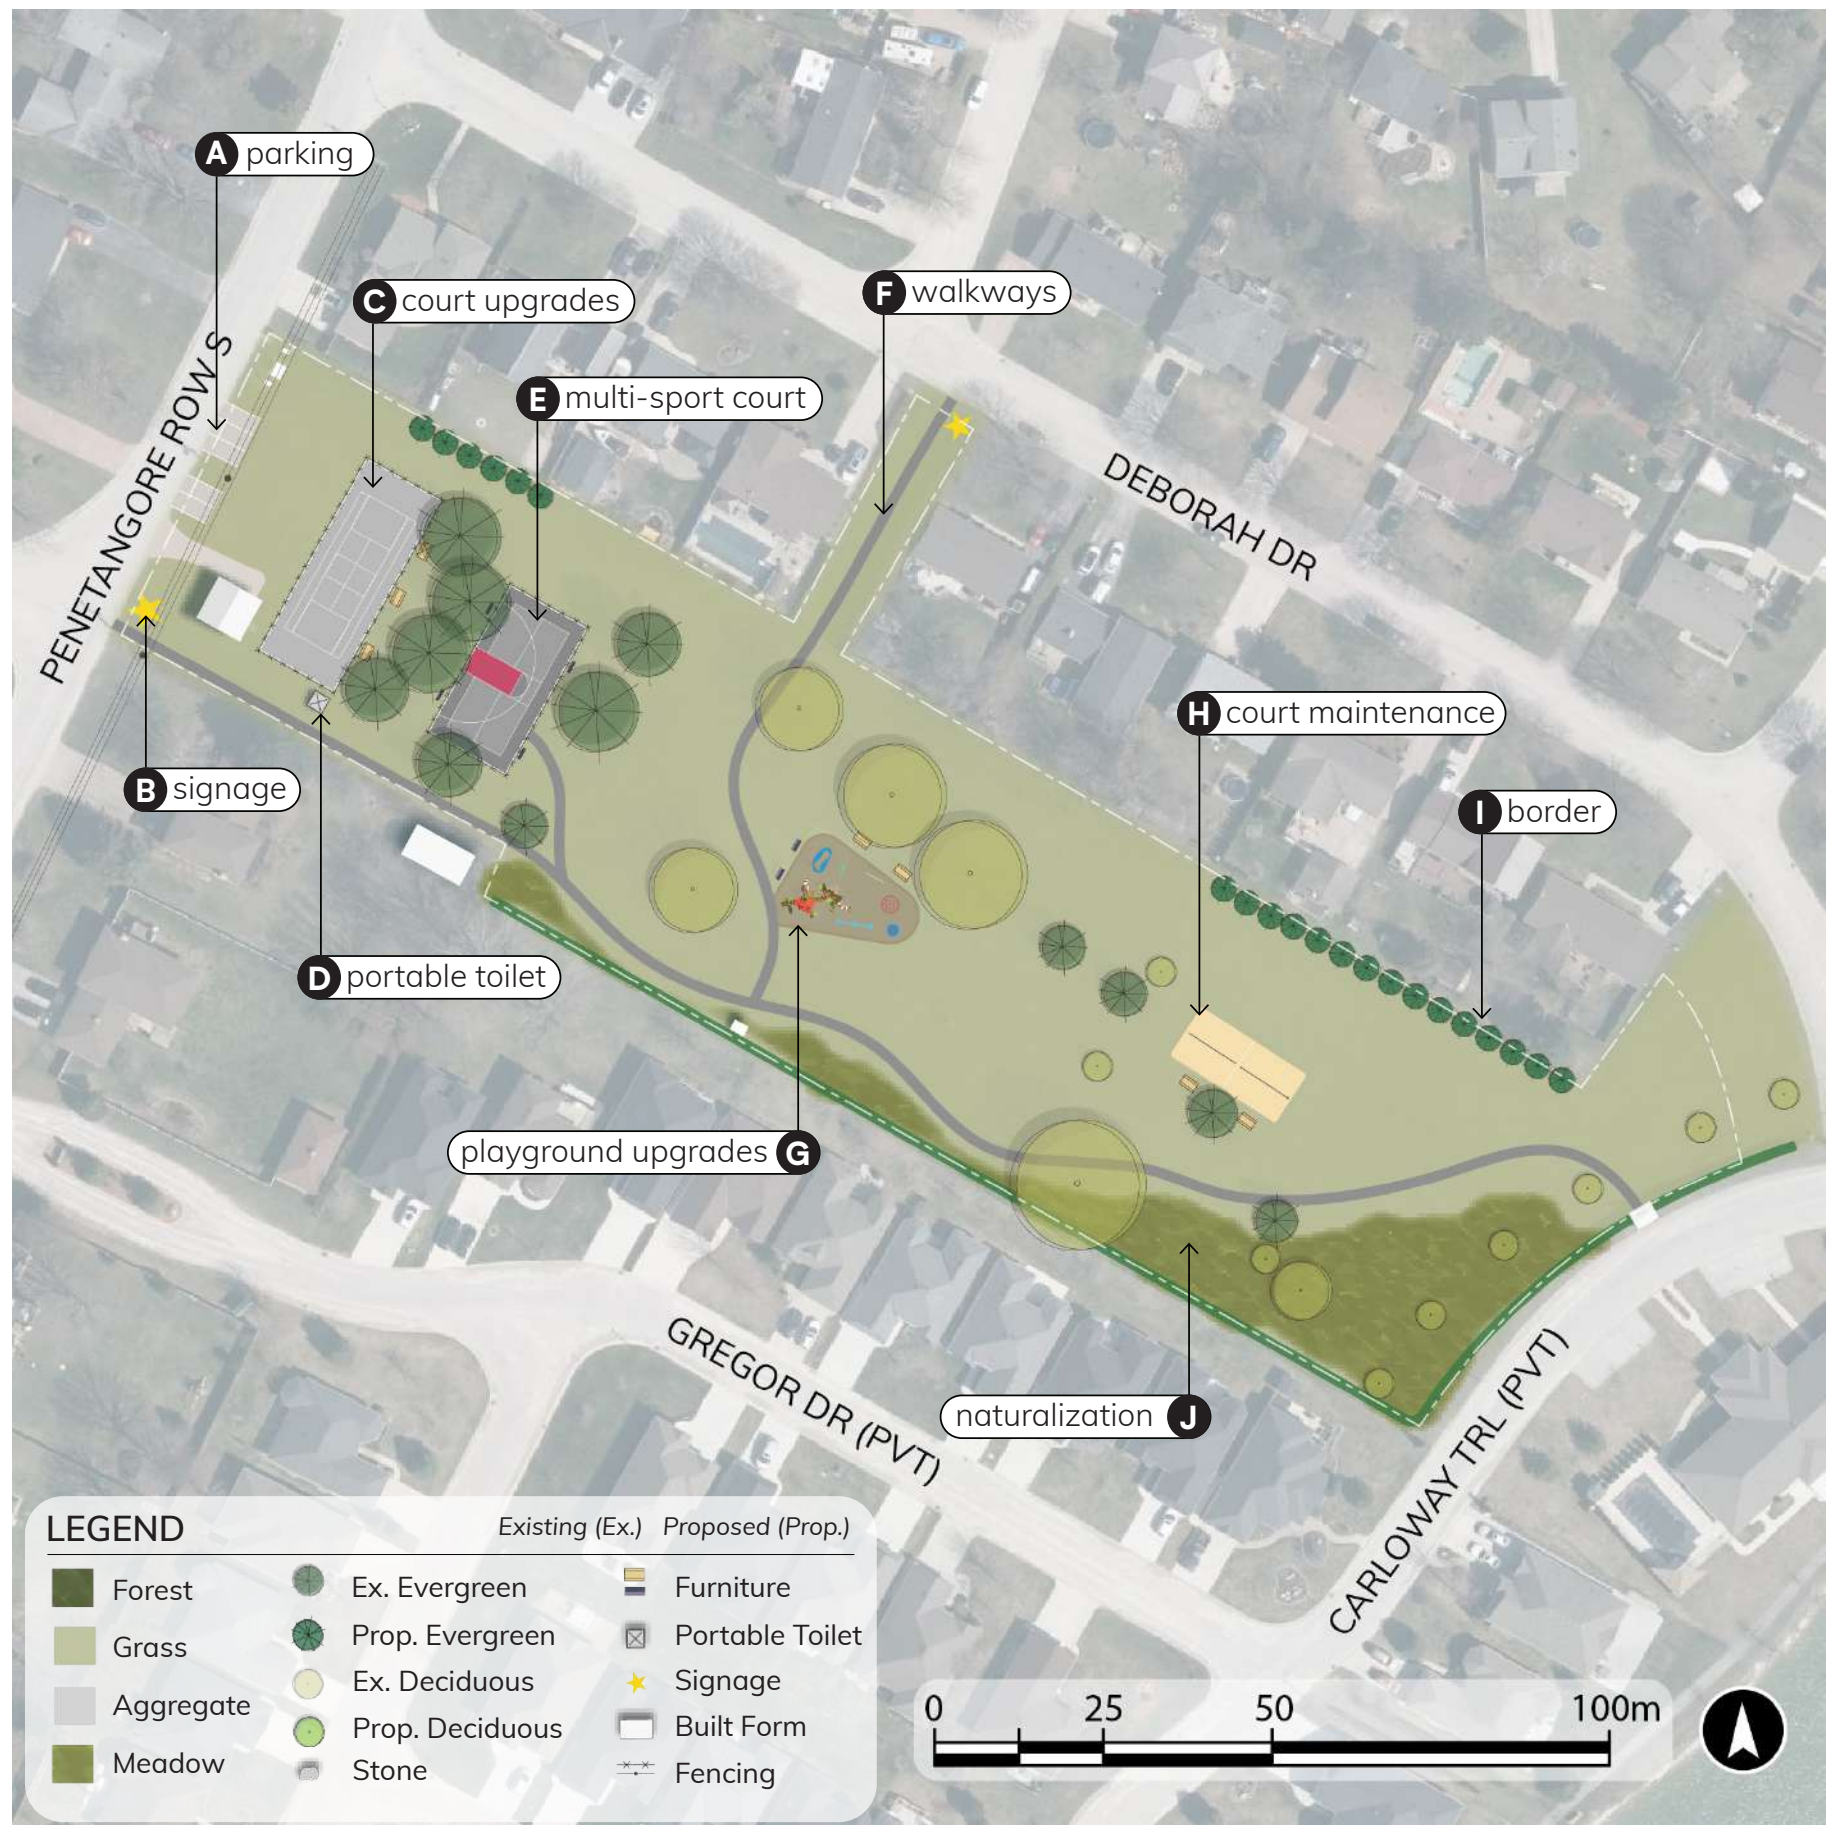 A parking
C court upgrades
F walkways
E multi-sport court
PENETANGORE ROW S
DEBORAH DR
H court maintenance
B signage
I border
D portable toilet
playground upgrades G
naturalization J
GREGOR DR (PVT)
CARLOWAY TRL (PVT)
LEGEND
Existing (Ex.) Proposed (Prop.)
Forest
Grass
Aggregate
Meadow
Ex. Evergreen
Prop. Evergreen
Ex. Deciduous
Prop. Deciduous
Stone
Furniture
Portable Toilet
Signage
Built Form
Fencing
0 25 50 100m